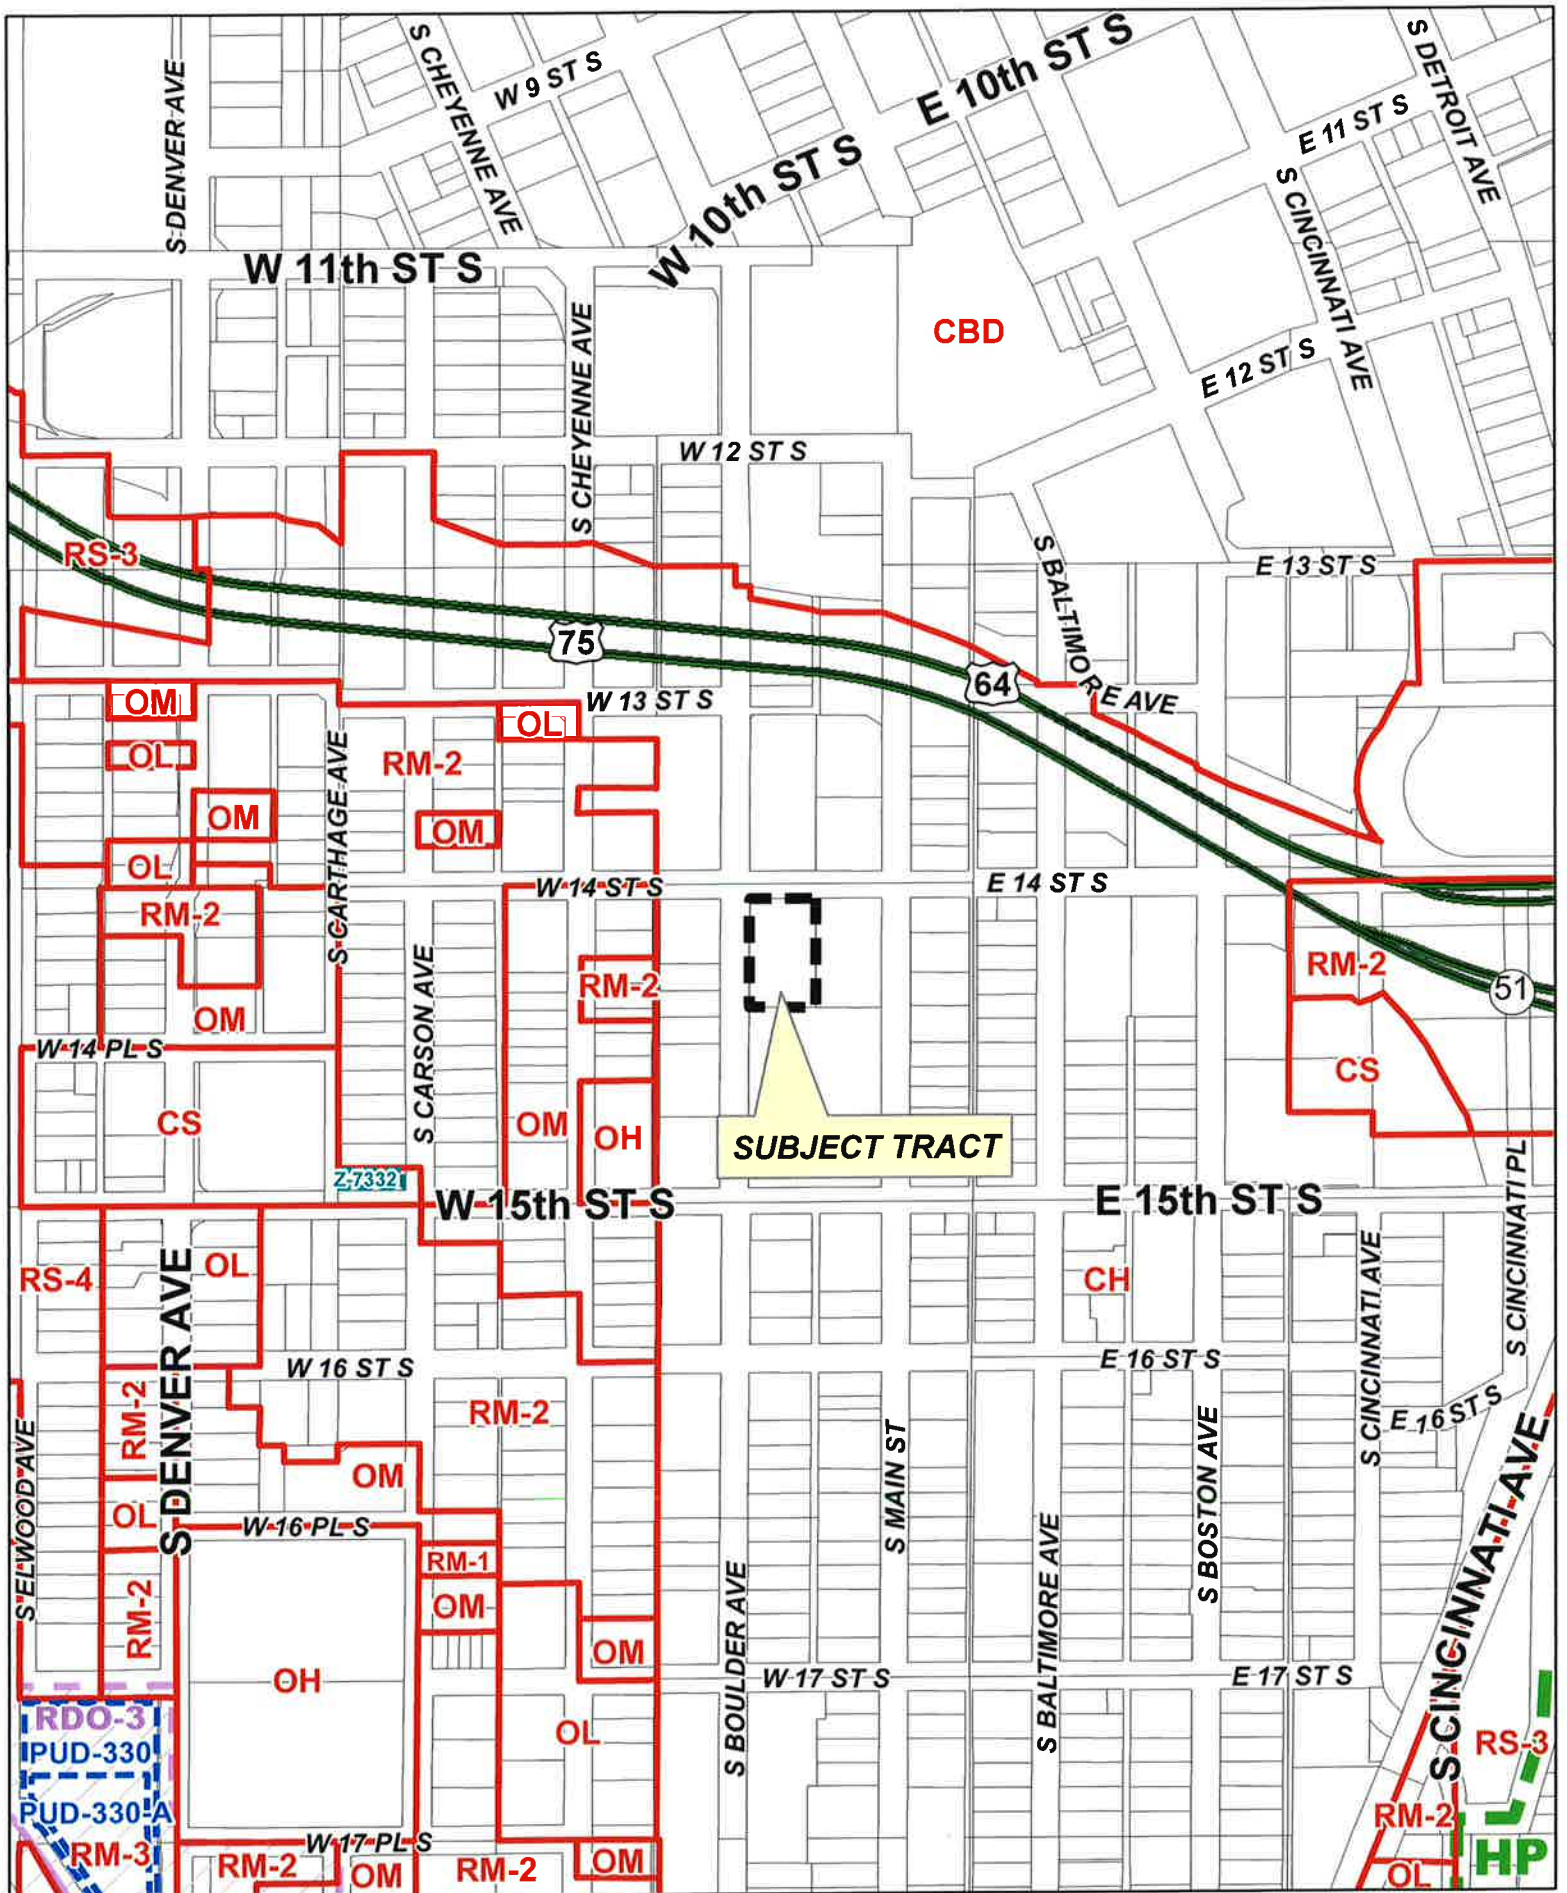 S CHEYENNE AVE
W 9 ST S
E 10th ST S
S DETROIT AVE
S DENVER AVE
E 11 ST S
W 10th ST S
S CINCINNATI AVE
W 11th ST S
CBD
S CHEYENNE AVE
E 12 ST S
W 12 ST S
RS-3
S BALTIMORE AVE
E 13 ST S
75
64
OM
W 13 ST S
OL
OL
RM-2
S CARTHAGE AVE
OM
OM
OL
W 14 ST S
E 14 ST S
RM-2
S CARSON AVE
RM-2
RM-2
51
OM
W 14 PL S
CS
CS
OM
OH
SUBJECT TRACT
Z-7332
W 15th ST S
E 15th ST S
S CINCINNATI PL
RS-4
OL
CH
S DENVER AVE
S CINCINNATI AVE
W 16 ST S
E 16 ST S
RM-2
RM-2
E 16 ST S
S ELWOOD AVE
OM
S MAIN ST
S BOSTON AVE
S CINCINNATI AVE
OL
W 16 PL S
RM-1
S BALTIMORE AVE
S BOULDER AVE
RM-2
OM
OM
OH
W 17 ST S
E 17 ST S
RDO-3
OL
RS-3
PUD-330
PUD-330-A
RM-2
RM-3
W 17 PL S
RM-2
OM
RM-2
OM
OL
HP